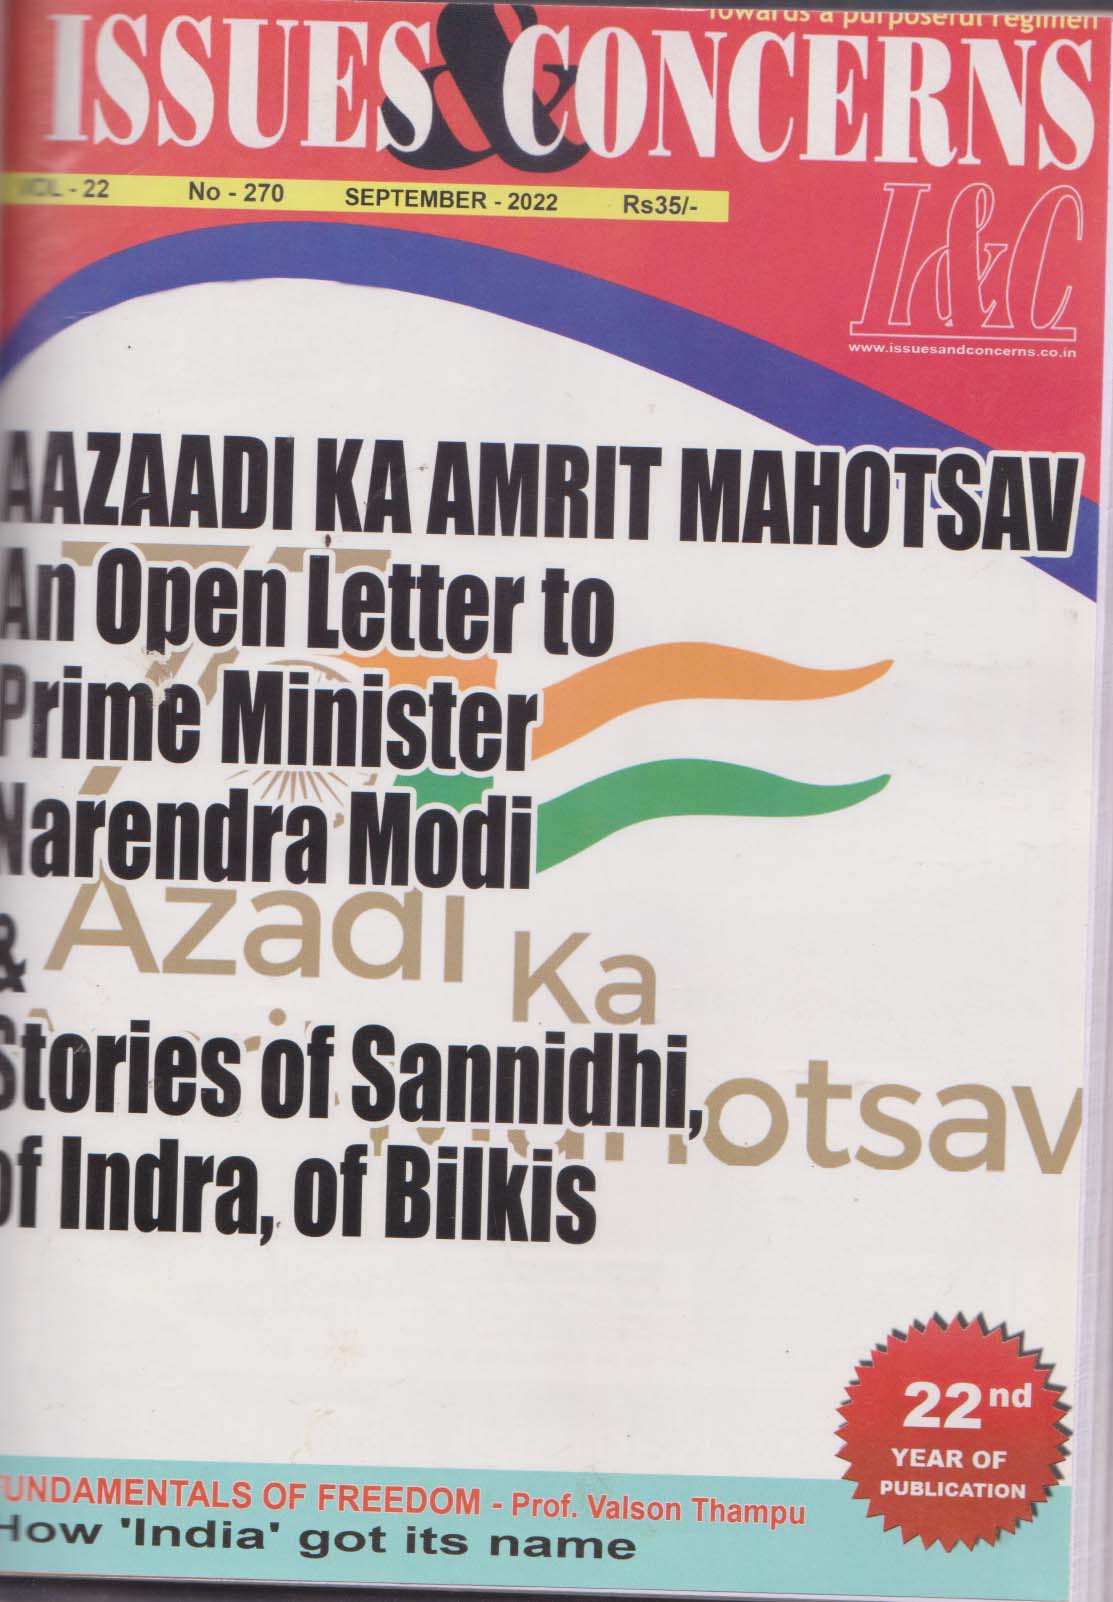 Towards a purposeful regimen
ISSUES & CONCERNS
VOL - 22 No - 270 SEPTEMBER - 2022 Rs35/-
I&C
www.issuesandconcerns.co.in
AAZAADI KA AMRIT MAHOTSAV
An Open Letter to
Prime Minister
Narendra Modi
&
Azadi Ka
Stories of Sannidhi,
of Indra, of Bilkis
22nd
YEAR OF
PUBLICATION
FUNDAMENTALS OF FREEDOM - Prof. Valson Thampu
How 'India' got its name